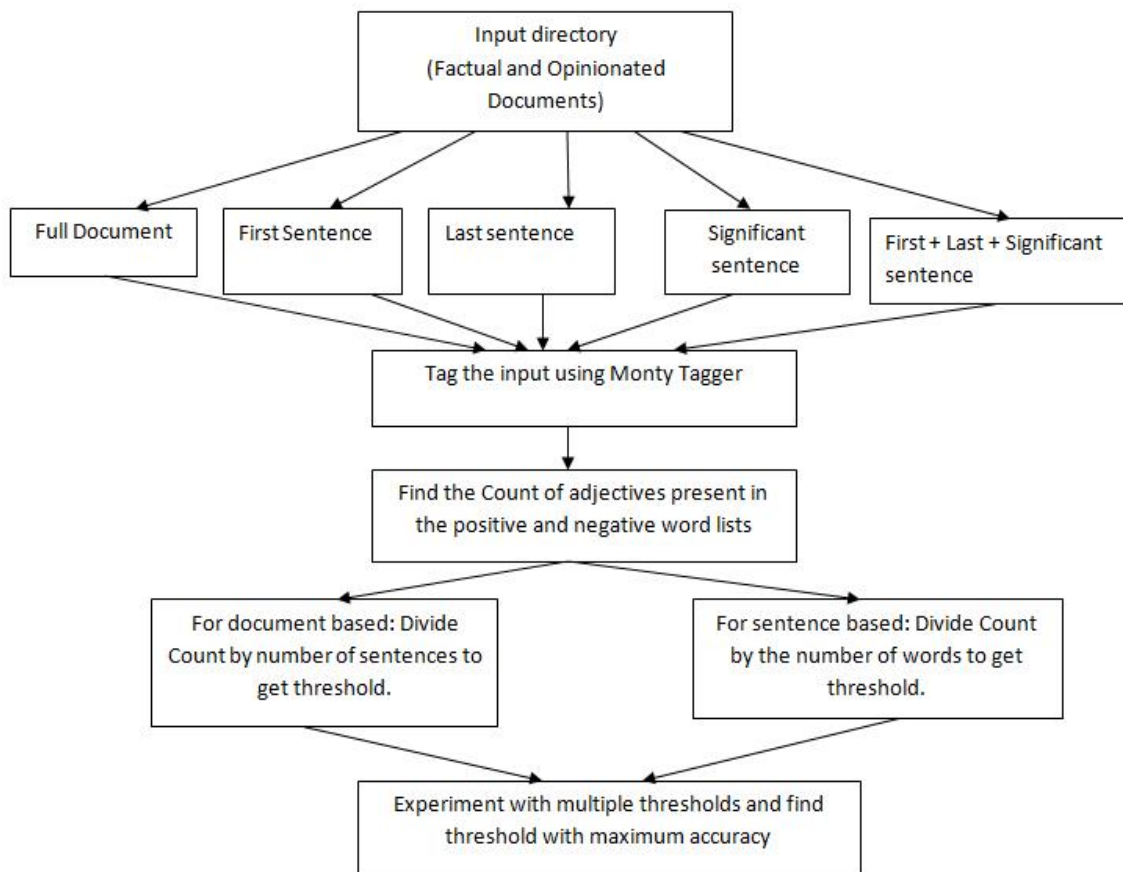 Input directory
(Factual and Opinionated
Documents)
Full Document
First Sentence
Last sentence
Significant
sentence
First + Last + Significant
sentence
Tag the input using Monty Tagger
Find the Count of adjectives present in
the positive and negative word lists
For document based: Divide
Count by number of sentences to
get threshold.
For sentence based: Divide Count
by the number of words to get
threshold.
Experiment with multiple thresholds and find
threshold with maximum accuracy